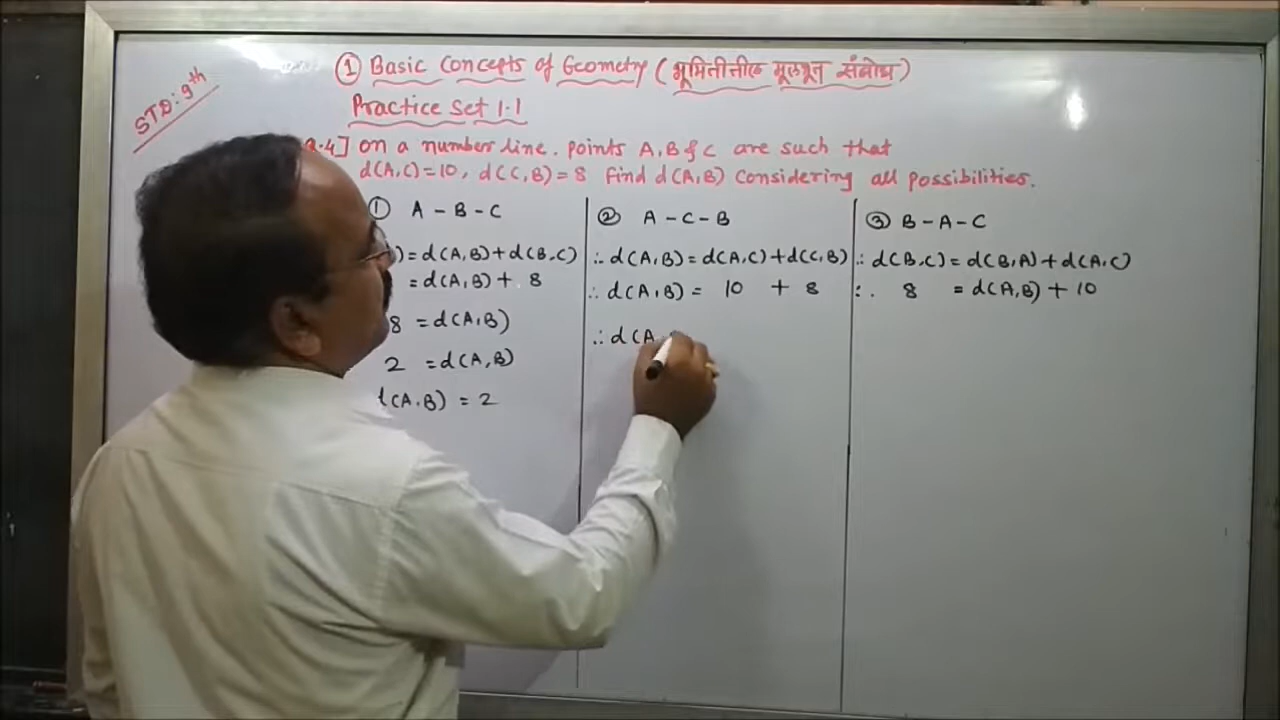 STD: 9th
① Basic Concepts of Geometry (भूमितीतील मूलभूत संबोध)
Practice Set 1.1
.4] on a number line. points A, B & C are such that
d(A,C)=10, d(C,B)=8 Find d(A,B) Considering all possibilities.
① A - B - C
)=d(A,B)+d(B,C)
=d(A,B)+ 8
8 =d(A,B)
2 =d(A,B)
(A,B) = 2
② A - C - B
∴ d(A,B)=d(A,C)+d(C,B)
∴ d(A,B) = 10 + 8
∴ d(A
③ B - A - C
∴ d(B,C)=d(B,A)+d(A,C)
∴ 8 = d(A,B) + 10